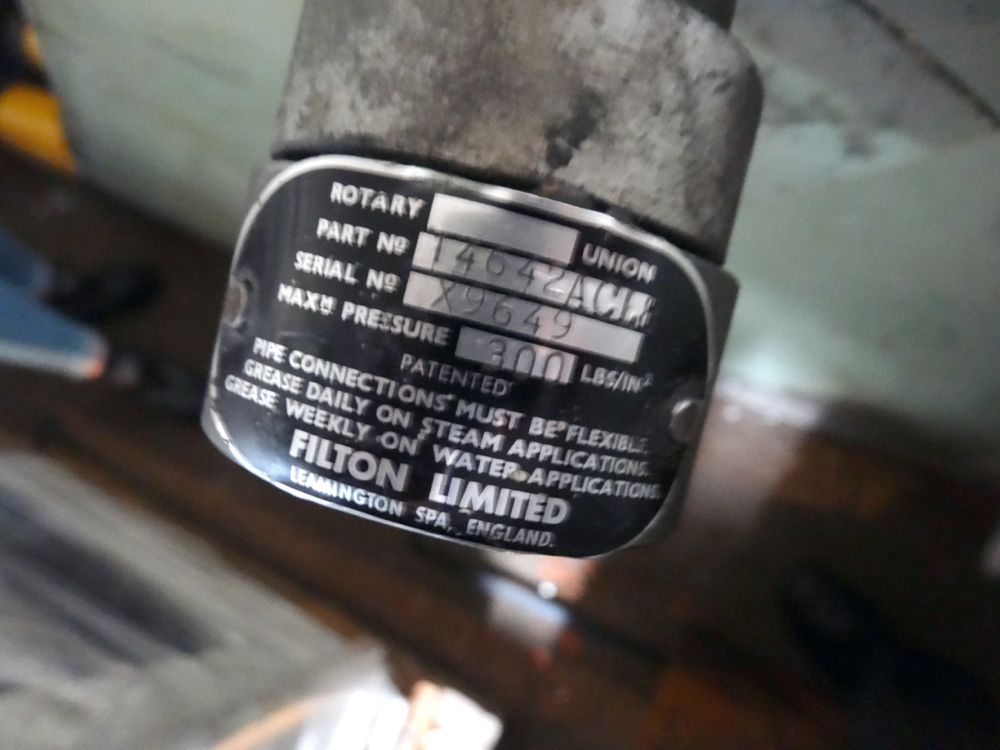 ROTARY UNION
PART Nº 14642
SERIAL Nº X9649
MAXM PRESSURE 300 LBS/IN²
PATENTED
PIPE CONNECTIONS MUST BE FLEXIBLE.
GREASE DAILY ON STEAM APPLICATIONS.
GREASE WEEKLY ON WATER APPLICATIONS.
FILTON LIMITED
LEAMINGTON SPA, ENGLAND.